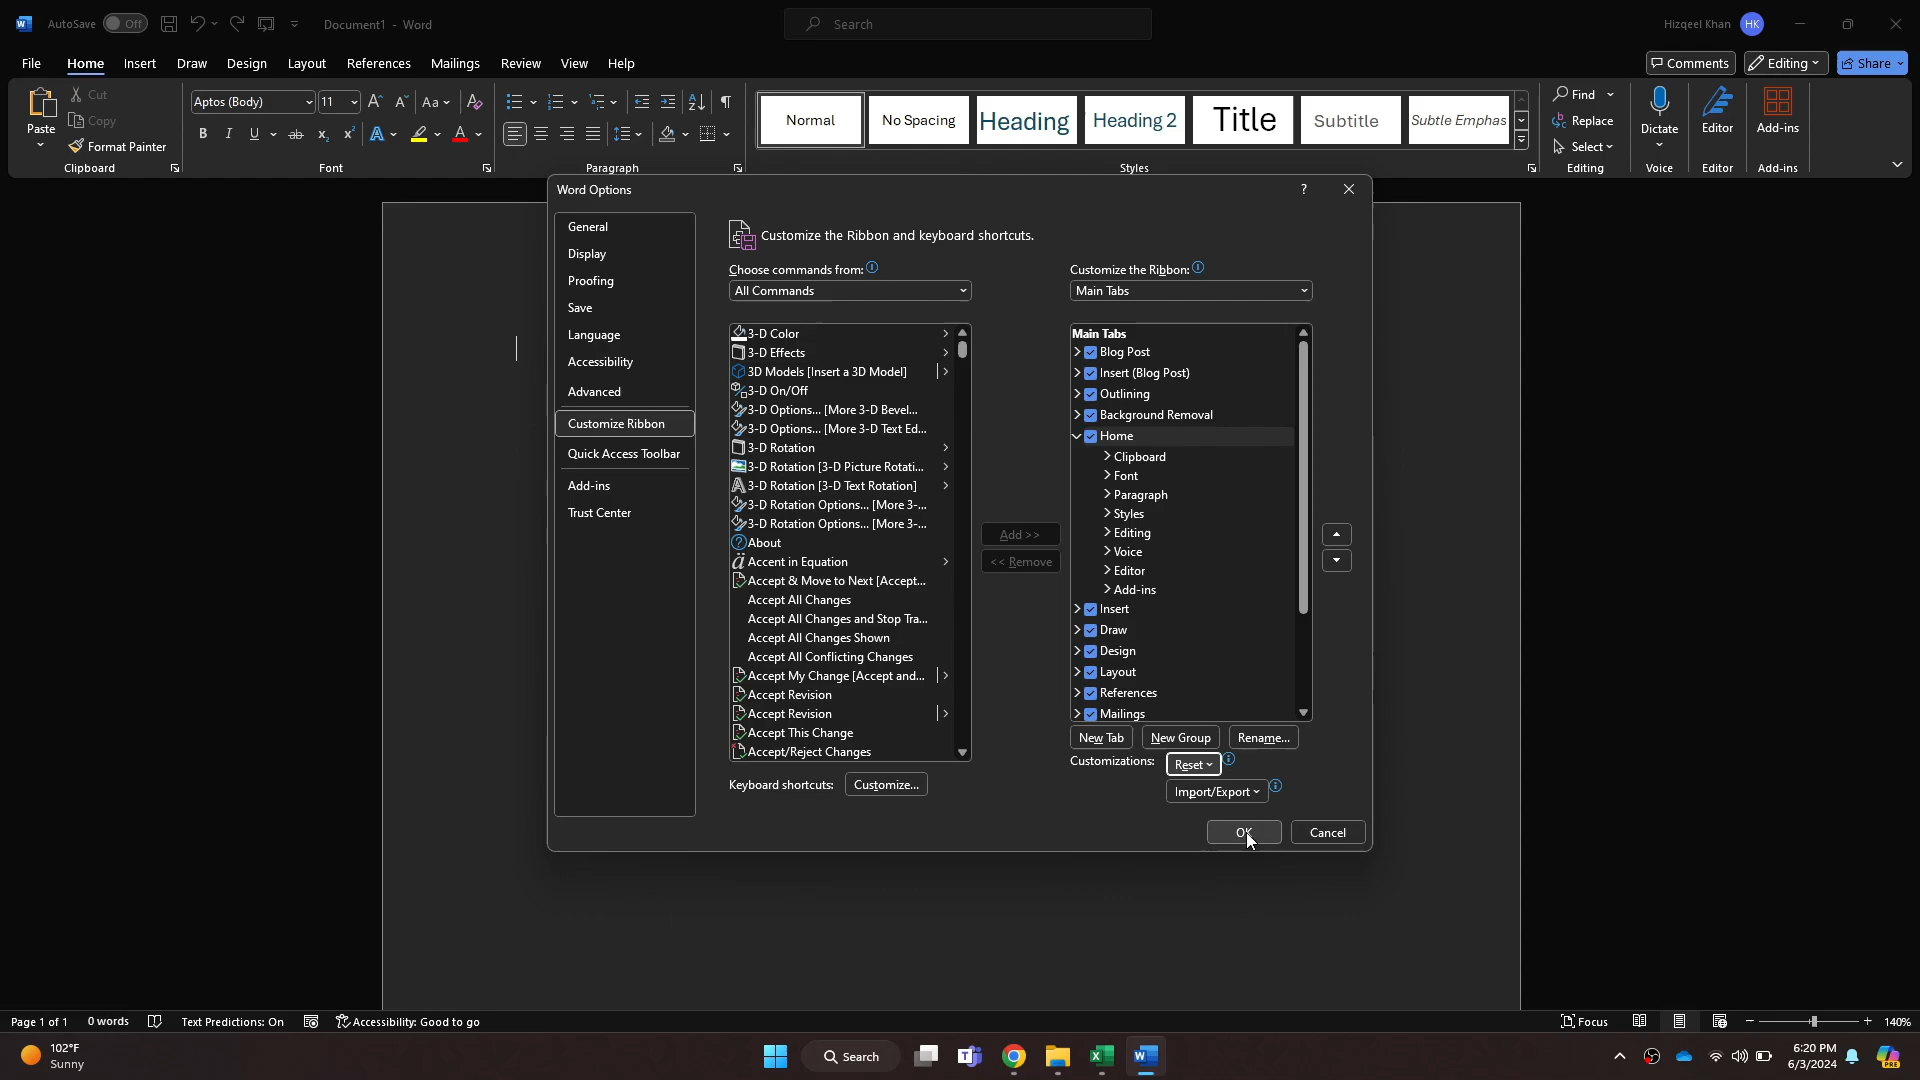 AutoSave Off Document1 - Word Search Hizqeel Khan HK
File Home Insert Draw Design Layout References Mailings Review View Help Comments Editing Share
Paste Cut Copy Format Painter Clipboard
Aptos (Body) 11 Aa Font
Paragraph
Normal No Spacing Heading Heading 2 Title Subtitle Subtle Emphas Styles
Find Replace Select Editing
Dictate Voice
Editor Editor
Add-ins Add-ins
Word Options ?
General
Display
Proofing
Save
Language
Accessibility
Advanced
Customize Ribbon
Quick Access Toolbar
Add-ins
Trust Center
Customize the Ribbon and keyboard shortcuts.
Choose commands from:
All Commands
3-D Color
3-D Effects
3D Models [Insert a 3D Model]
3-D On/Off
3-D Options... [More 3-D Bevel...
3-D Options... [More 3-D Text Ed...
3-D Rotation
3-D Rotation [3-D Picture Rotati...
3-D Rotation [3-D Text Rotation]
3-D Rotation Options... [More 3-...
3-D Rotation Options... [More 3-...
About
Accent in Equation
Accept & Move to Next [Accept...
Accept All Changes
Accept All Changes and Stop Tra...
Accept All Changes Shown
Accept All Conflicting Changes
Accept My Change [Accept and...
Accept Revision
Accept Revision
Accept This Change
Accept/Reject Changes
Keyboard shortcuts: Customize...
Add >>
<< Remove
Customize the Ribbon:
Main Tabs
Main Tabs
Blog Post
Insert (Blog Post)
Outlining
Background Removal
Home
Clipboard
Font
Paragraph
Styles
Editing
Voice
Editor
Add-ins
Insert
Draw
Design
Layout
References
Mailings
New Tab New Group Rename...
Customizations: Reset
Import/Export
OK Cancel
Page 1 of 1 0 words Text Predictions: On Accessibility: Good to go Focus 140%
102°F
Sunny
Search
6:20 PM
6/3/2024